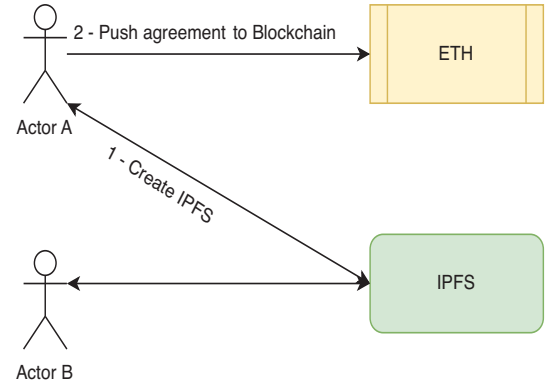 2 - Push agreement to Blockchain
ETH
Actor A
1 - Create IPFS
IPFS
Actor B